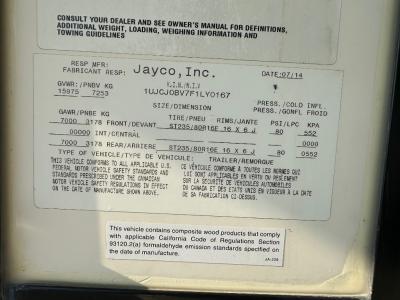 CONSULT YOUR DEALER AND SEE OWNER'S MANUAL FOR DEFINITIONS,
ADDITIONAL WEIGHT, LOADING, WEIGHING INFORMATION AND
TOWING GUIDELINES
RESP MFR:
FABRICANT RESP: Jayco, Inc. DATE: 07/14
GVWR:/PNBV KG V.I.N./N.I.V
15975 7253 1UJCJ0BV7F1LY0167 PRESS./COLD INFL.
SIZE/DIMENSION PRESS./GONFL FROID
GAWR/PNBE KG TIRE/PNEU RIMS/JANTE PSI/LPC KPA
7000 3178 FRONT/DEVANT ST235/80R16E 16 X 6 J 80 552
00000 INT/CENTRAL 0000
7000 3178 REAR/ARRIERE ST235/80R16E 16 X 6 J 80 0552
TYPE OF VEHICLE/TYPE DE VEHICULE: TRAILER/REMORQUE
THIS VEHICLE CONFORMS TO ALL APPLICABLE U.S. CE VÉHICULE CONFORME À TOUTES LES NORMES QUI
FEDERAL MOTOR VEHICLE SAFETY STANDARDS AND LUI SONT APPLICABLES EN VERTU DU RÉGLEMENT
STANDARDS PRESCRIBED UNDER THE CANADIAN SUR LA SÉCURITÉ DE VÉHICULES AUTOMOBILES
MOTOR VEHICLE SAFETY REGULATIONS IN EFFECT DU CANADA ET DES ETATS UNIS EN VIGUEUR À LA DATE
ON THE DATE OF MANUFACTURE SHOWN ABOVE. DE SA FABRICATION CI-DESSUS.
This vehicle contains composite wood products that comply
with applicable California Code of Regulations Section
93120.2(a) formaldehyde emission standards specified on
the date of manufacture.